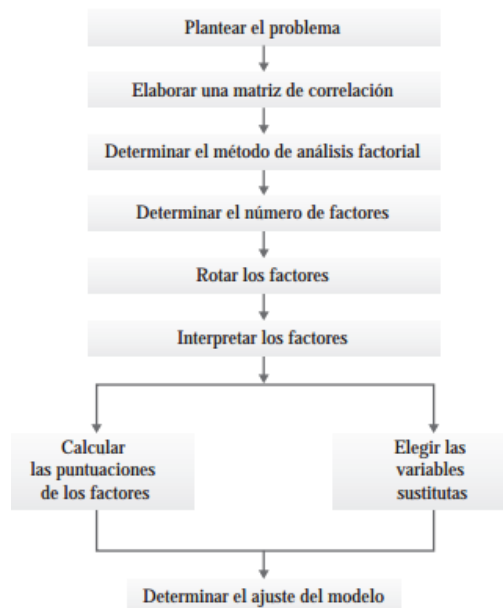 Plantear el problema
Elaborar una matriz de correlación
Determinar el método de análisis factorial
Determinar el número de factores
Rotar los factores
Interpretar los factores
Calcular
las puntuaciones
de los factores
Elegir las
variables
sustitutas
Determinar el ajuste del modelo